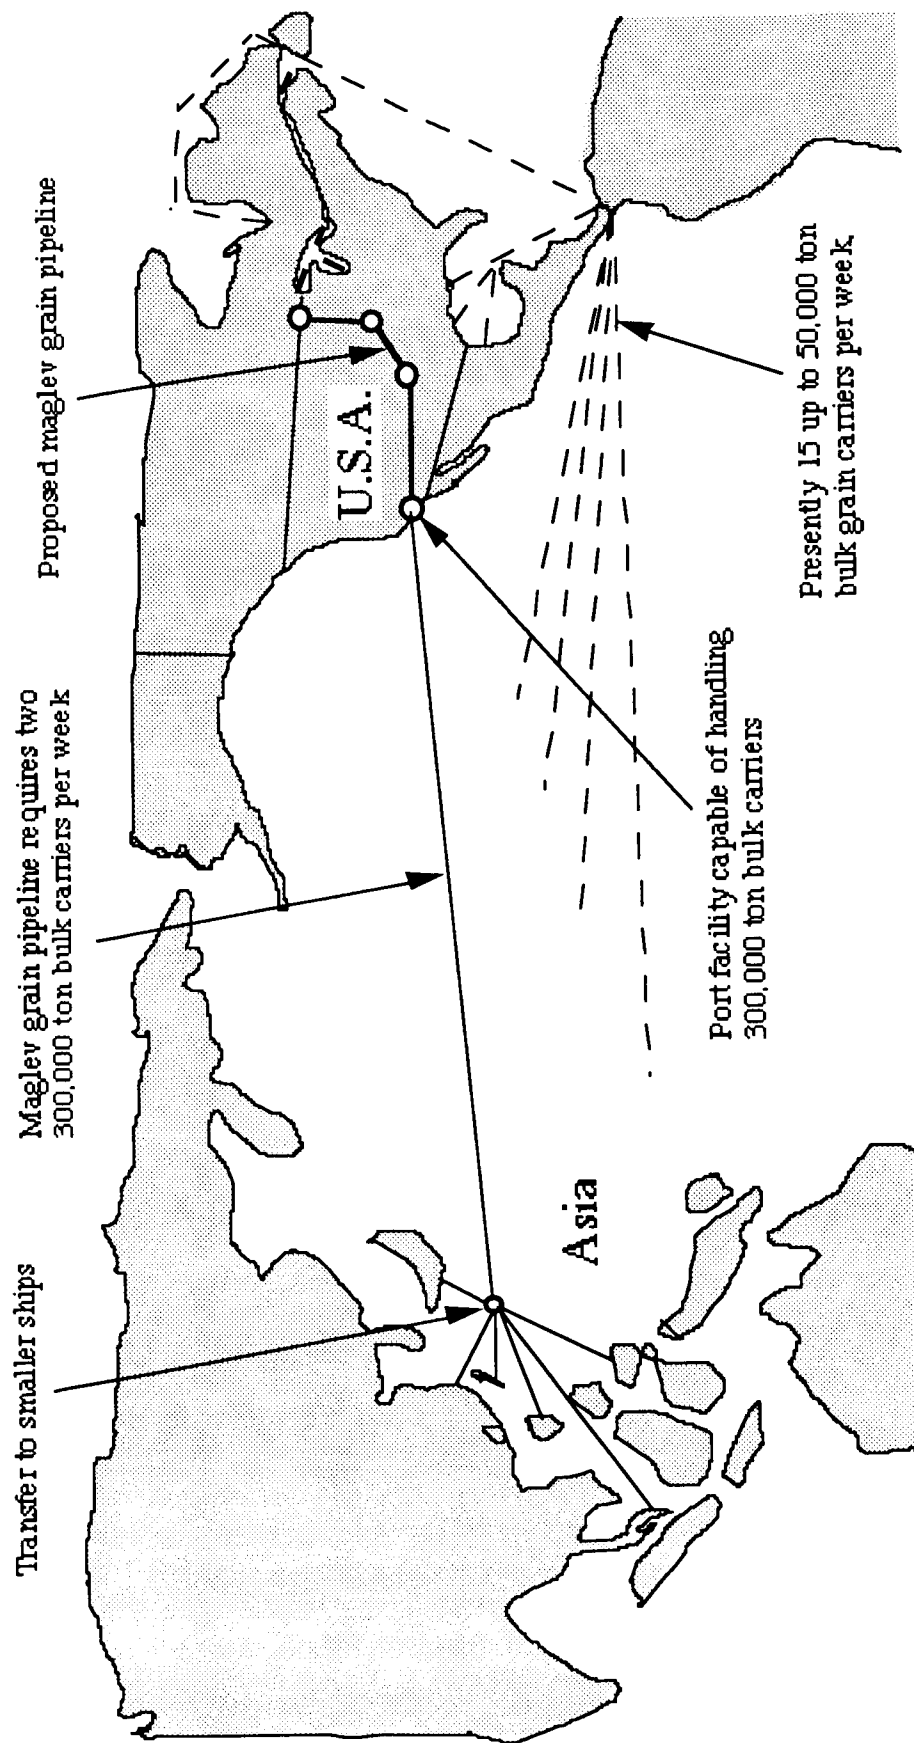 Transfer to smaller ships
Maglev grain pipeline requires two
300,000 ton bulk carriers per week
Proposed maglev grain pipeline
U.S.A.
Asia
Port facility capable of handling
300,000 ton bulk carriers
Presently 15 up to 50,000 ton
bulk grain carriers per week.